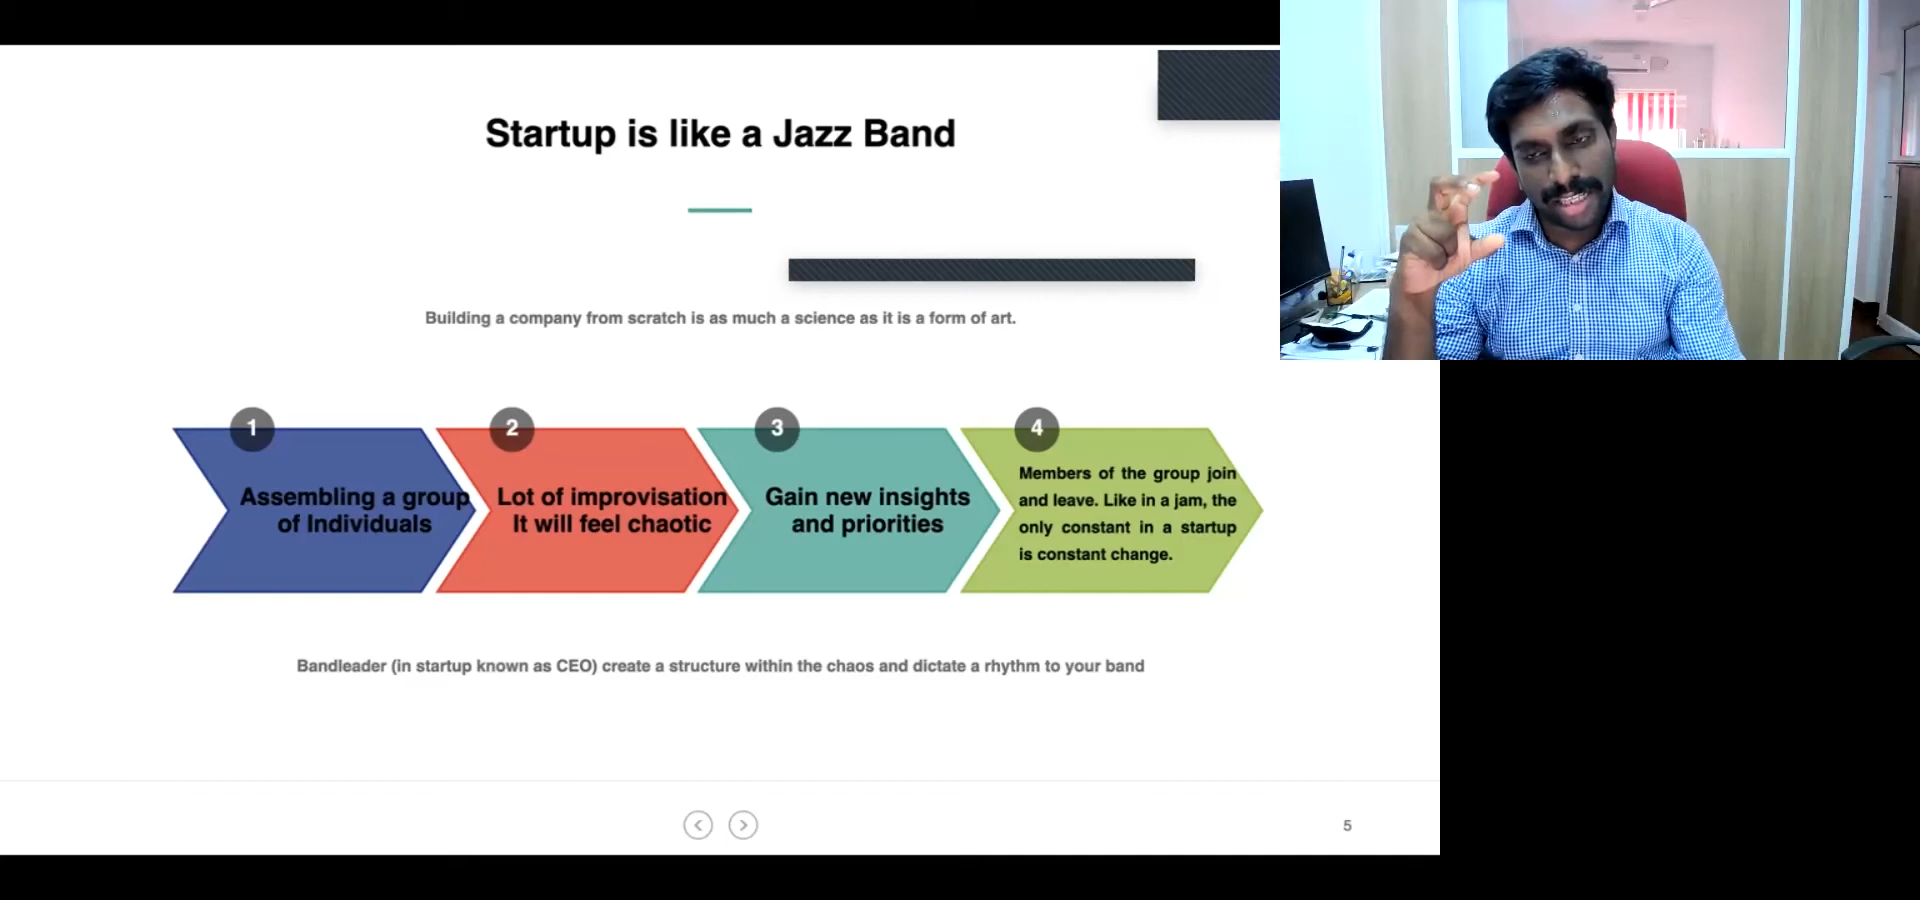 Startup is like a Jazz Band
Building a company from scratch is as much a science as it is a form of art.
1
Assembling a group
of Individuals
2
Lot of improvisation
It will feel chaotic
3
Gain new insights
and priorities
4
Members of the group join
and leave. Like in a jam, the
only constant in a startup
is constant change.
Bandleader (in startup known as CEO) create a structure within the chaos and dictate a rhythm to your band
5